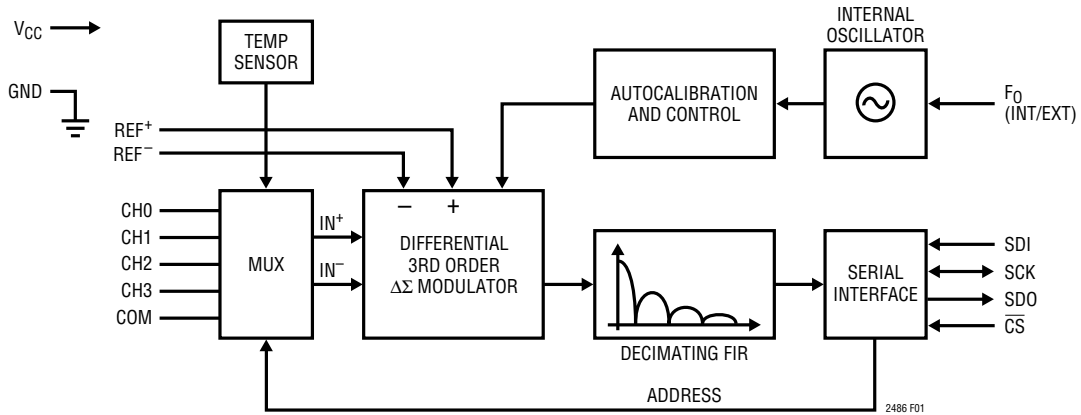 VCC
GND
TEMP
SENSOR
INTERNAL
OSCILLATOR
AUTOCALIBRATION
AND CONTROL
FO
(INT/EXT)
REF+
REF−
− +
CH0
CH1
CH2
CH3
COM
MUX
IN+
IN−
DIFFERENTIAL
3RD ORDER
ΔΣ MODULATOR
DECIMATING FIR
SERIAL
INTERFACE
SDI
SCK
SDO
C̅S̅
ADDRESS
2486 F01